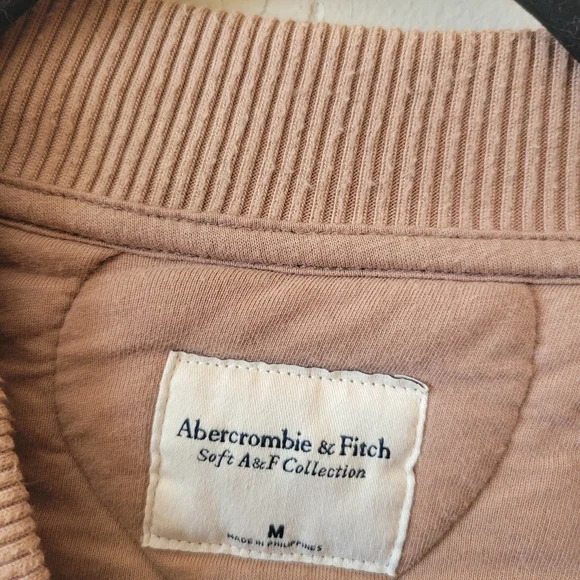 Abercrombie & Fitch
Soft A&F Collection
M
MADE IN PHILIPPINES